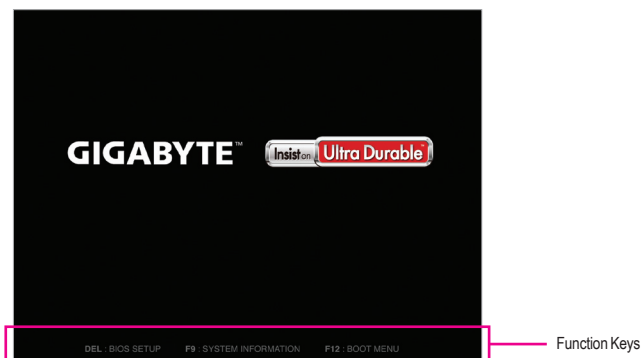 GIGABYTE™ Insist on Ultra Durable™
DEL : BIOS SETUP F9 : SYSTEM INFORMATION F12 : BOOT MENU
Function Keys